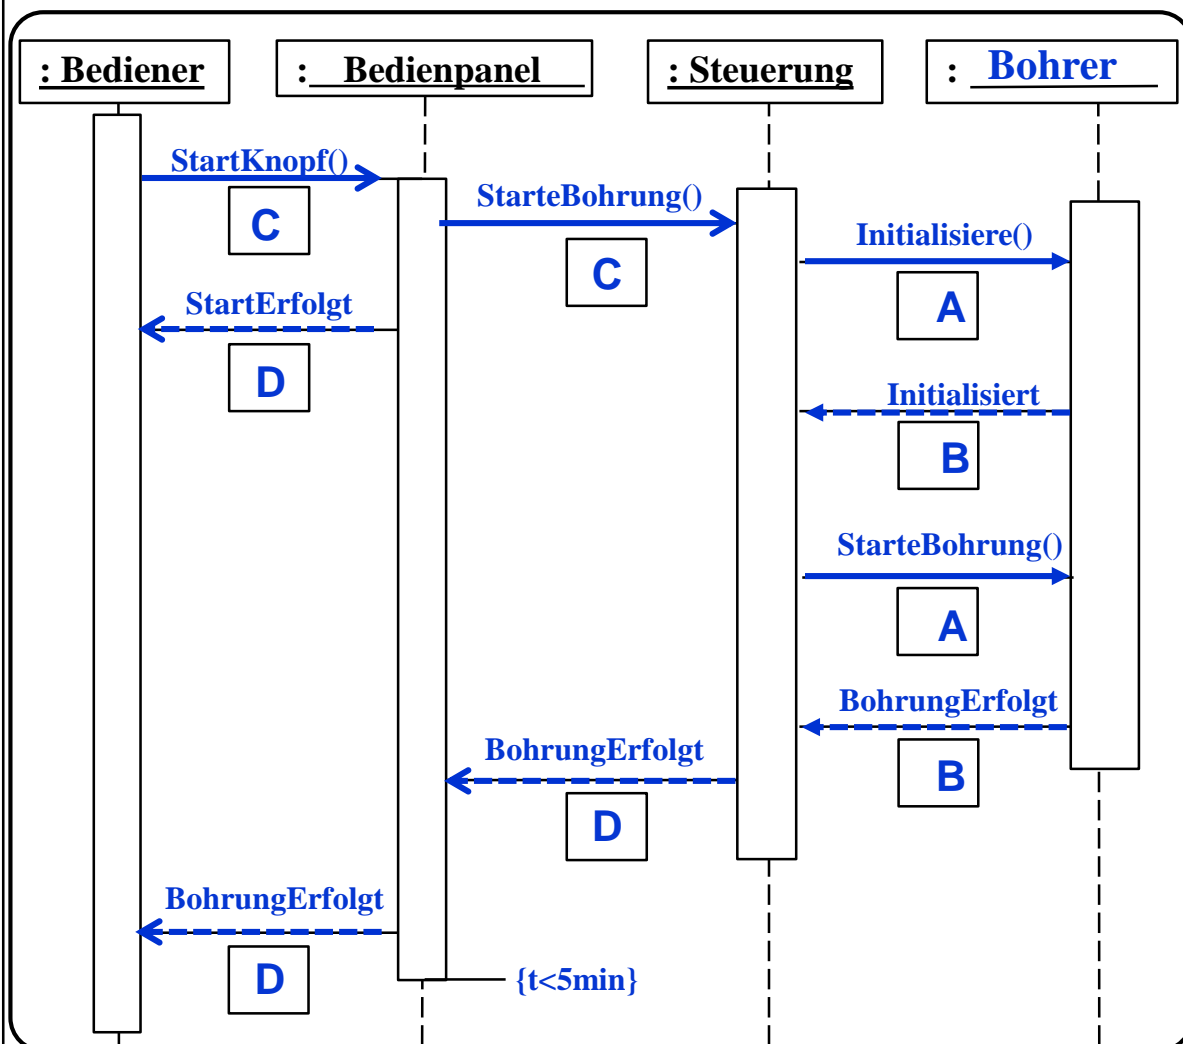 : Bediener
: Bedienpanel
: Steuerung
: Bohrer
StartKnopf()
C
StarteBohrung()
C
Initialisiere()
A
StartErfolgt
D
Initialisiert
B
StarteBohrung()
A
BohrungErfolgt
B
BohrungErfolgt
D
BohrungErfolgt
D
{t<5min}